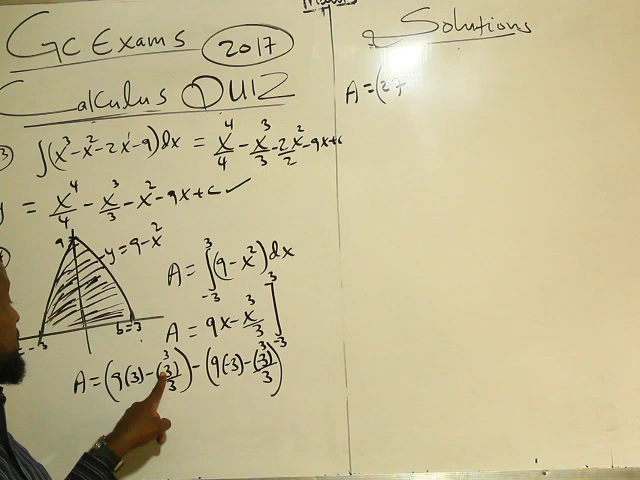 GC Exams 2017
Calculus QUIZ
3) ∫(x³-x²-2x¹-9)dx = x⁴/4 - x³/3 - 2x²/2 - 9x+c
y = x⁴/4 - x³/3 - x² - 9x+c ✓
9
y=9-x²
-3
b=3
A = ∫₋₃³ (9-x²)dx
A = 9x - x³/3 ]₋₃³
A = (9(3) - (3)³/3) - (9(-3) - (-3)³/3)
Solutions
A = (27